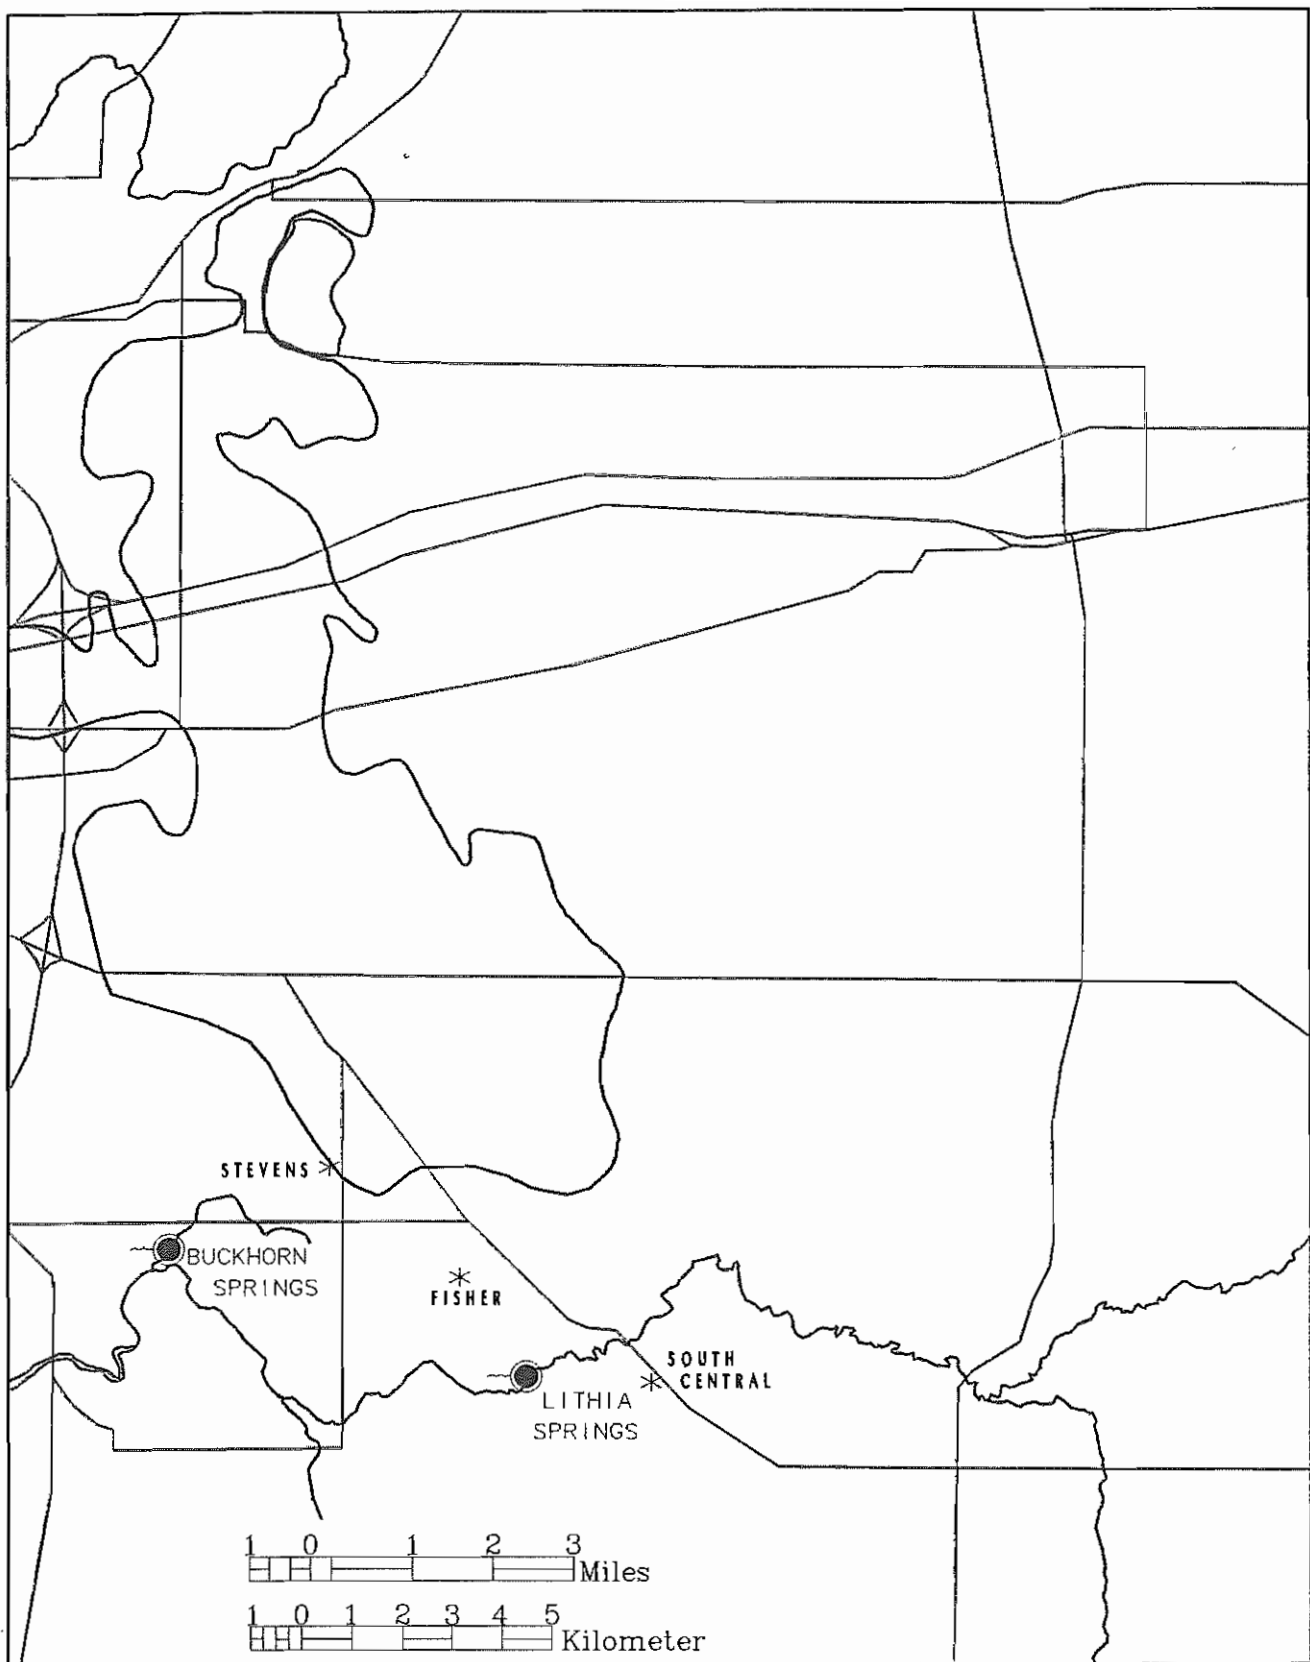 STEVENS
BUCKHORN
SPRINGS
FISHER
SOUTH
CENTRAL
LITHIA
SPRINGS
1 0 1 2 3
Miles
1 0 1 2 3 4 5
Kilometer